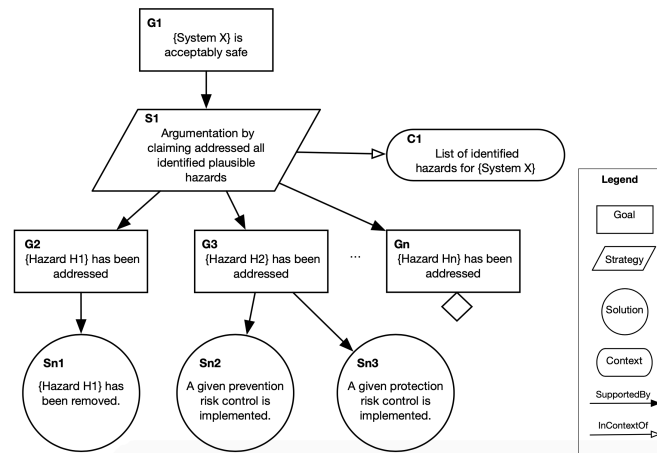 G1
{System X} is
acceptably safe
S1
Argumentation by
claiming addressed all
identified plausible
hazards
C1
List of identified
hazards for {System X}
G2
{Hazard H1} has been
addressed
G3
{Hazard H2} has been
addressed
...
Gn
{Hazard Hn} has been
addressed
Sn1
{Hazard H1} has
been removed.
Sn2
A given prevention
risk control is
implemented.
Sn3
A given protection
risk control is
implemented.
Legend
Goal
Strategy
Solution
Context
SupportedBy
InContextOf